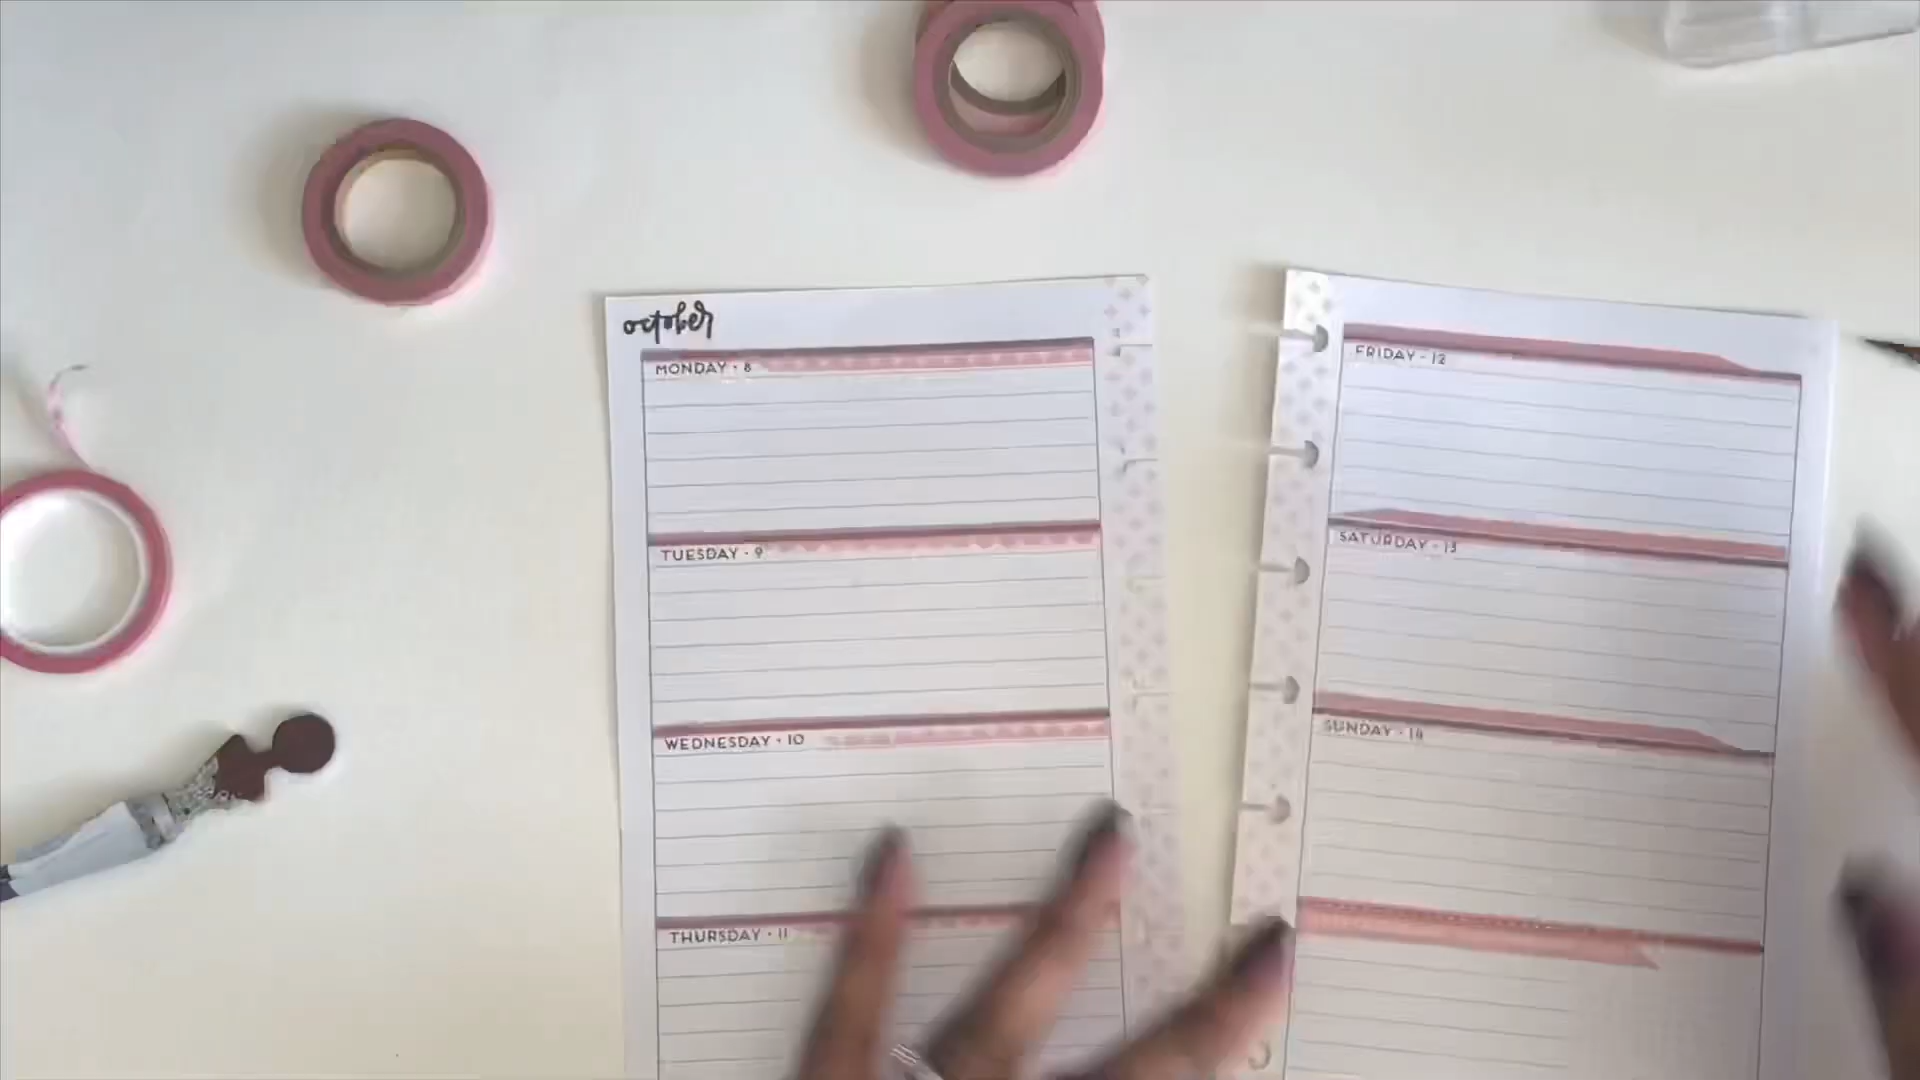 october
MONDAY · 8
TUESDAY · 9
WEDNESDAY · 10
THURSDAY · 11
FRIDAY · 12
SATURDAY · 13
SUNDAY · 14